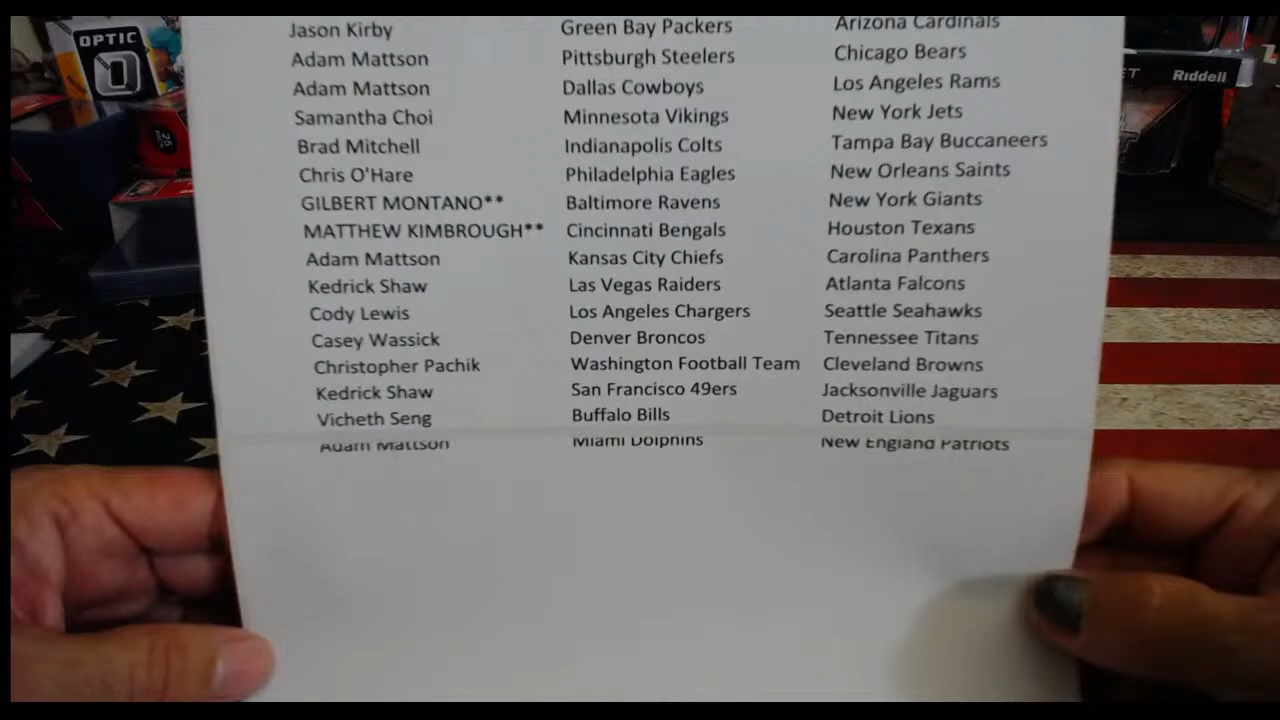 OPTIC
Riddell
25
Jason Kirby Green Bay Packers Arizona Cardinals
Adam Mattson Pittsburgh Steelers Chicago Bears
Adam Mattson Dallas Cowboys Los Angeles Rams
Samantha Choi Minnesota Vikings New York Jets
Brad Mitchell Indianapolis Colts Tampa Bay Buccaneers
Chris O'Hare Philadelphia Eagles New Orleans Saints
GILBERT MONTANO** Baltimore Ravens New York Giants
MATTHEW KIMBROUGH** Cincinnati Bengals Houston Texans
Adam Mattson Kansas City Chiefs Carolina Panthers
Kedrick Shaw Las Vegas Raiders Atlanta Falcons
Cody Lewis Los Angeles Chargers Seattle Seahawks
Casey Wassick Denver Broncos Tennessee Titans
Christopher Pachik Washington Football Team Cleveland Browns
Kedrick Shaw San Francisco 49ers Jacksonville Jaguars
Vicheth Seng Buffalo Bills Detroit Lions
Adam Mattson Miami Dolphins New England Patriots